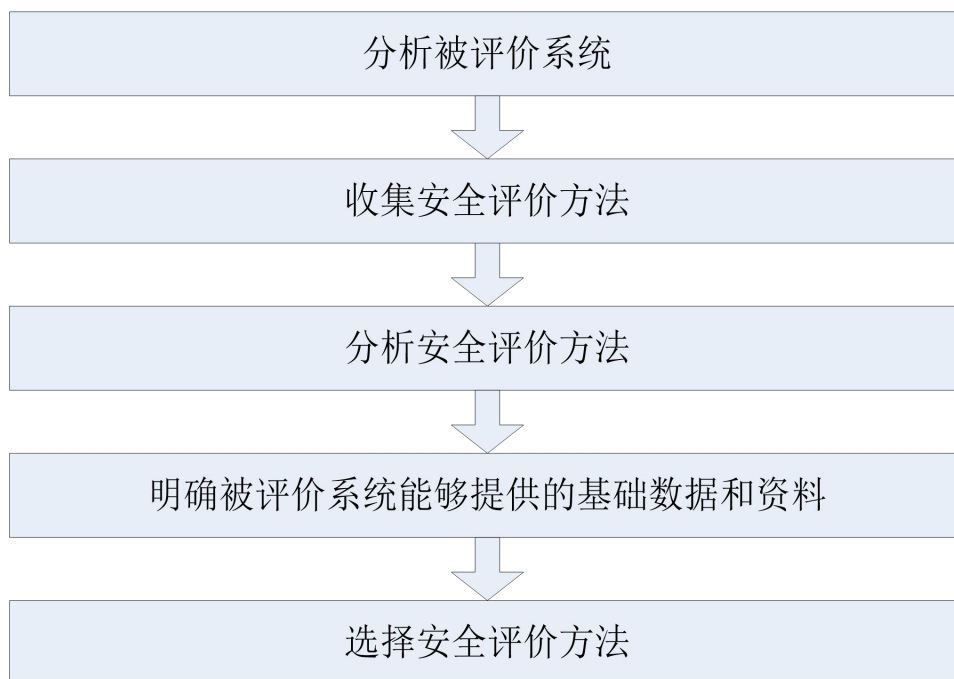 分析被评价系统
收集安全评价方法
分析安全评价方法
明确被评价系统能够提供的基础数据和资料
选择安全评价方法